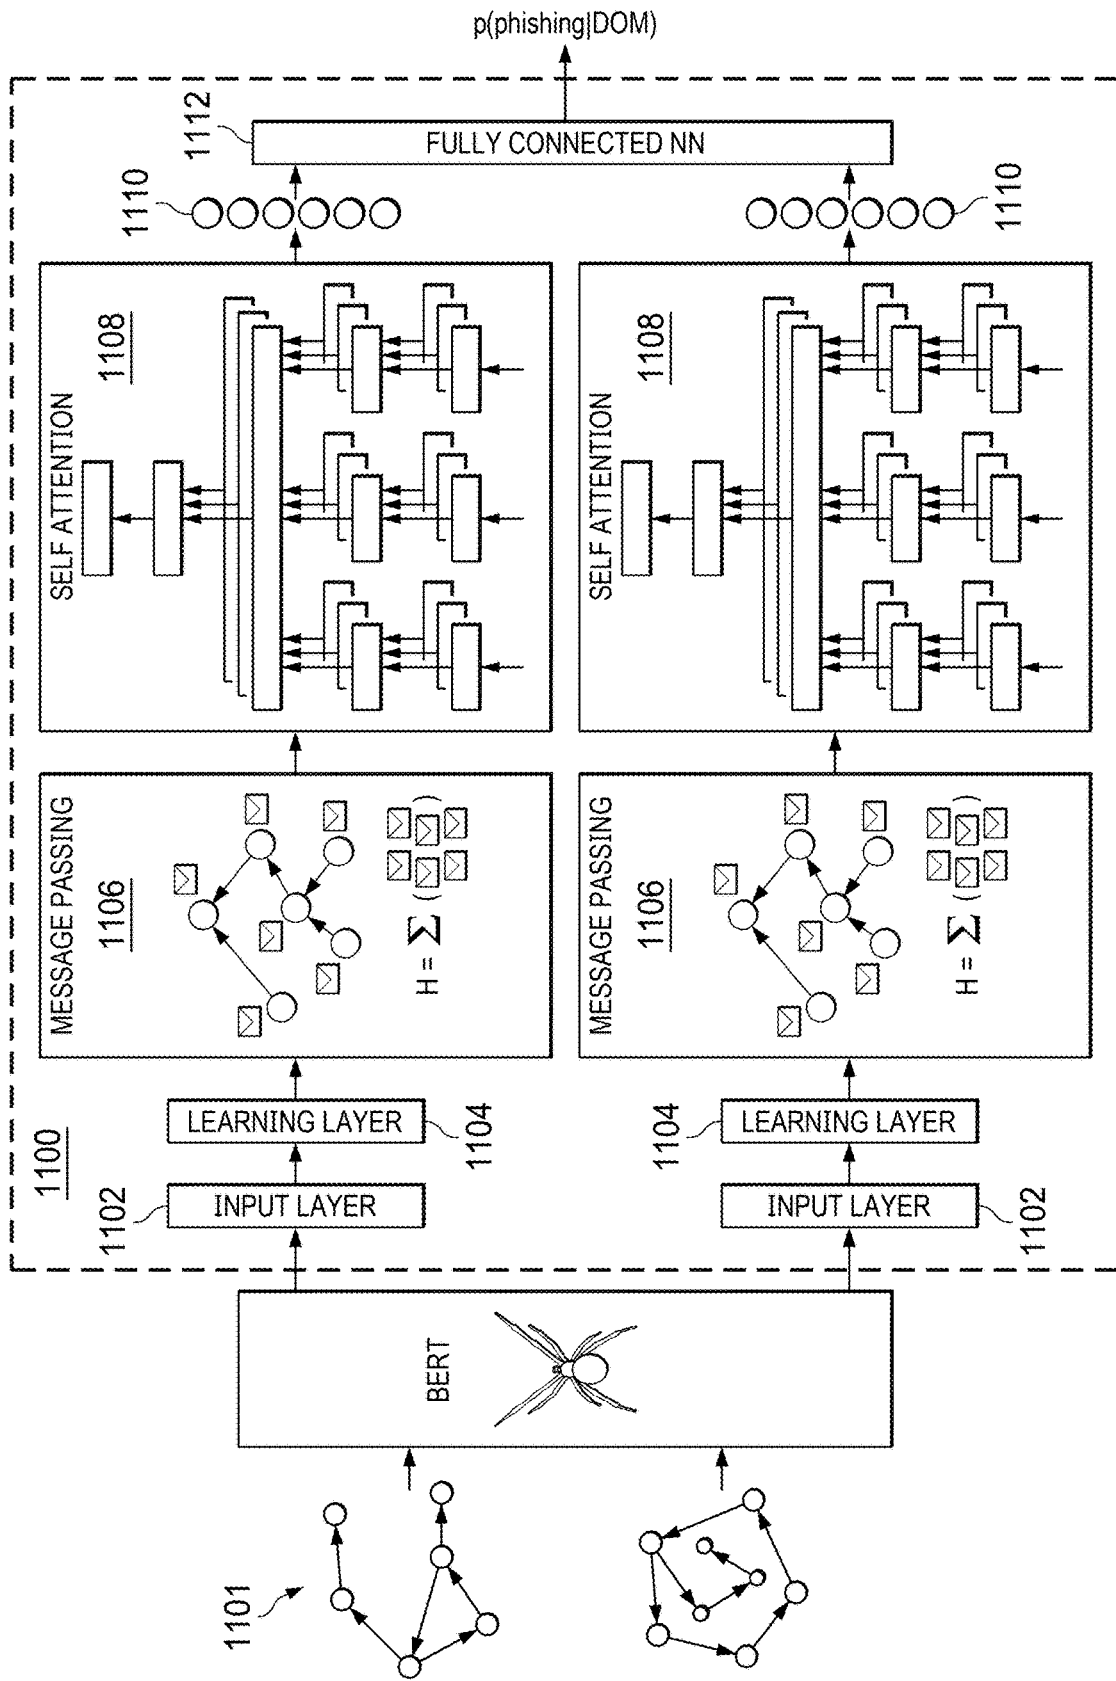 p(phishing|DOM)
1112
FULLY CONNECTED NN
1110
1110
SELF ATTENTION
1108
SELF ATTENTION
1108
MESSAGE PASSING
1106
H = Σ ( )
MESSAGE PASSING
1106
H = Σ ( )
1100
LEARNING LAYER
1104
LEARNING LAYER
1104
INPUT LAYER
1102
INPUT LAYER
1102
BERT
1101